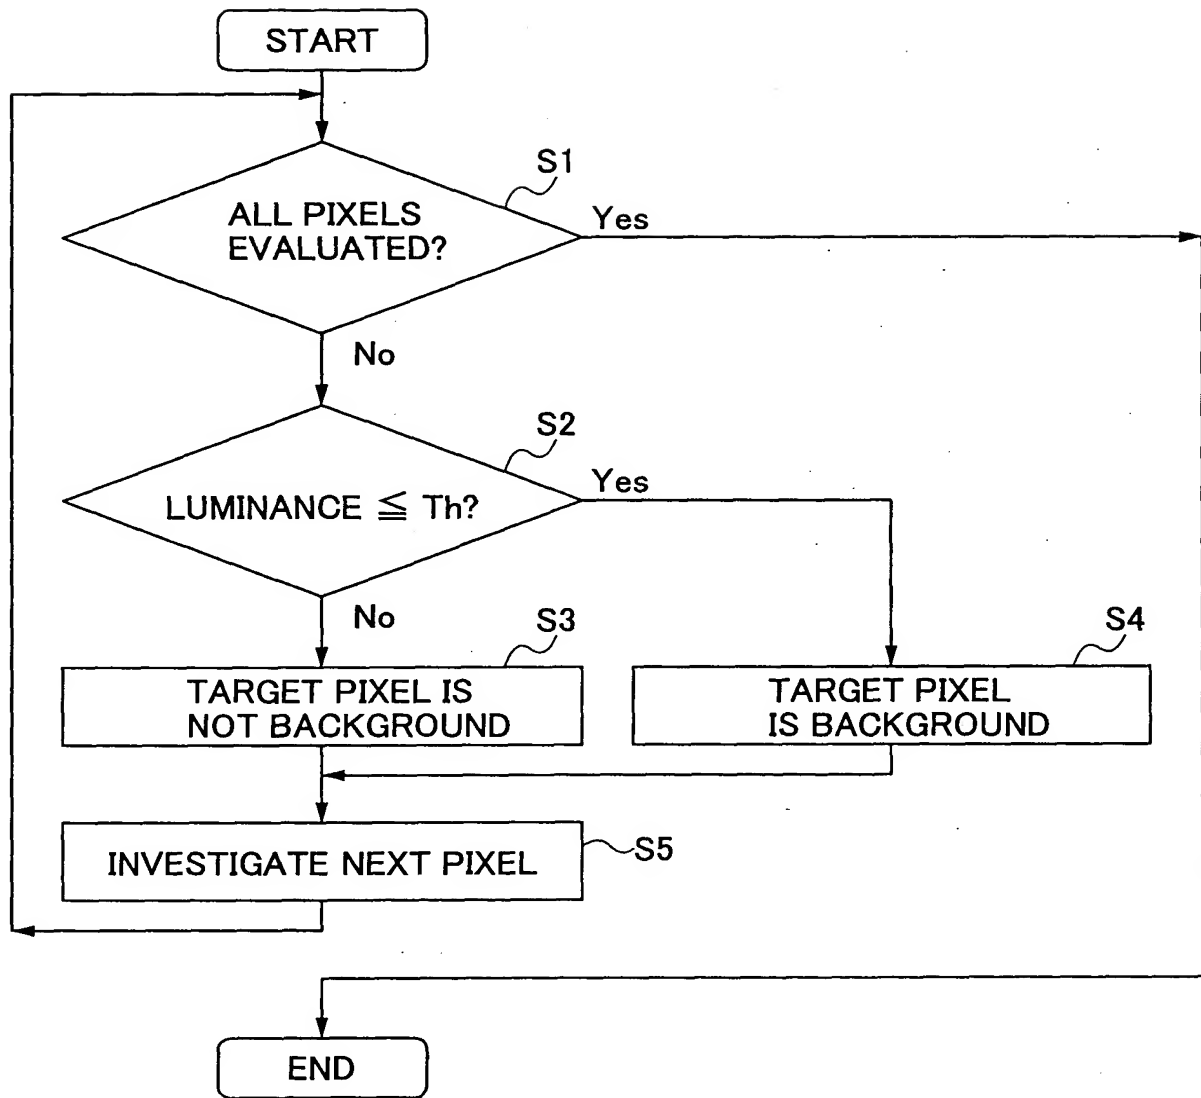 START
S1
ALL PIXELS
EVALUATED?
Yes
No
S2
LUMINANCE ≦ Th?
Yes
No
S3
TARGET PIXEL IS
NOT BACKGROUND
S4
TARGET PIXEL
IS BACKGROUND
INVESTIGATE NEXT PIXEL
S5
END